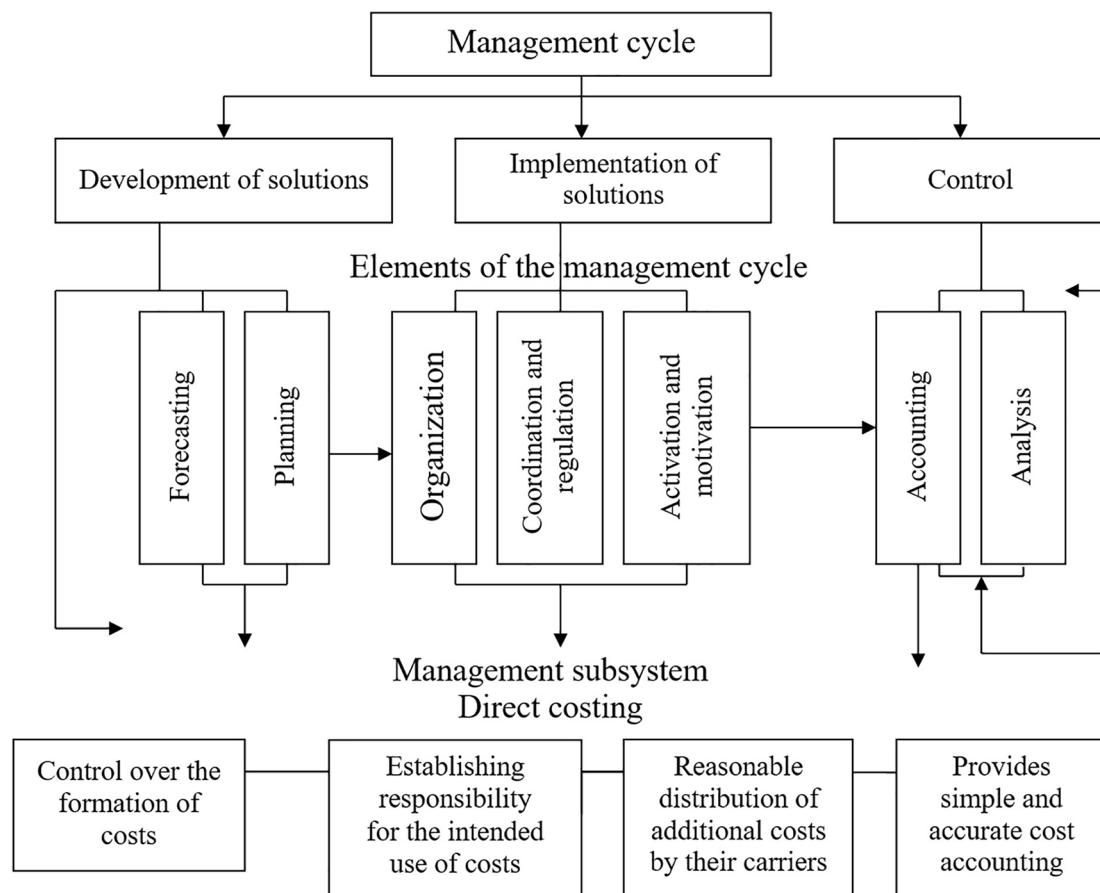 Management cycle
Development of solutions
Implementation of
solutions
Control
Elements of the management cycle
Forecasting
Planning
Organization
Coordination and
regulation
Activation and
motivation
Accounting
Analysis
Management subsystem
Direct costing
Control over the
formation of
costs
Establishing
responsibility
for the intended
use of costs
Reasonable
distribution of
additional costs
by their carriers
Provides
simple and
accurate cost
accounting